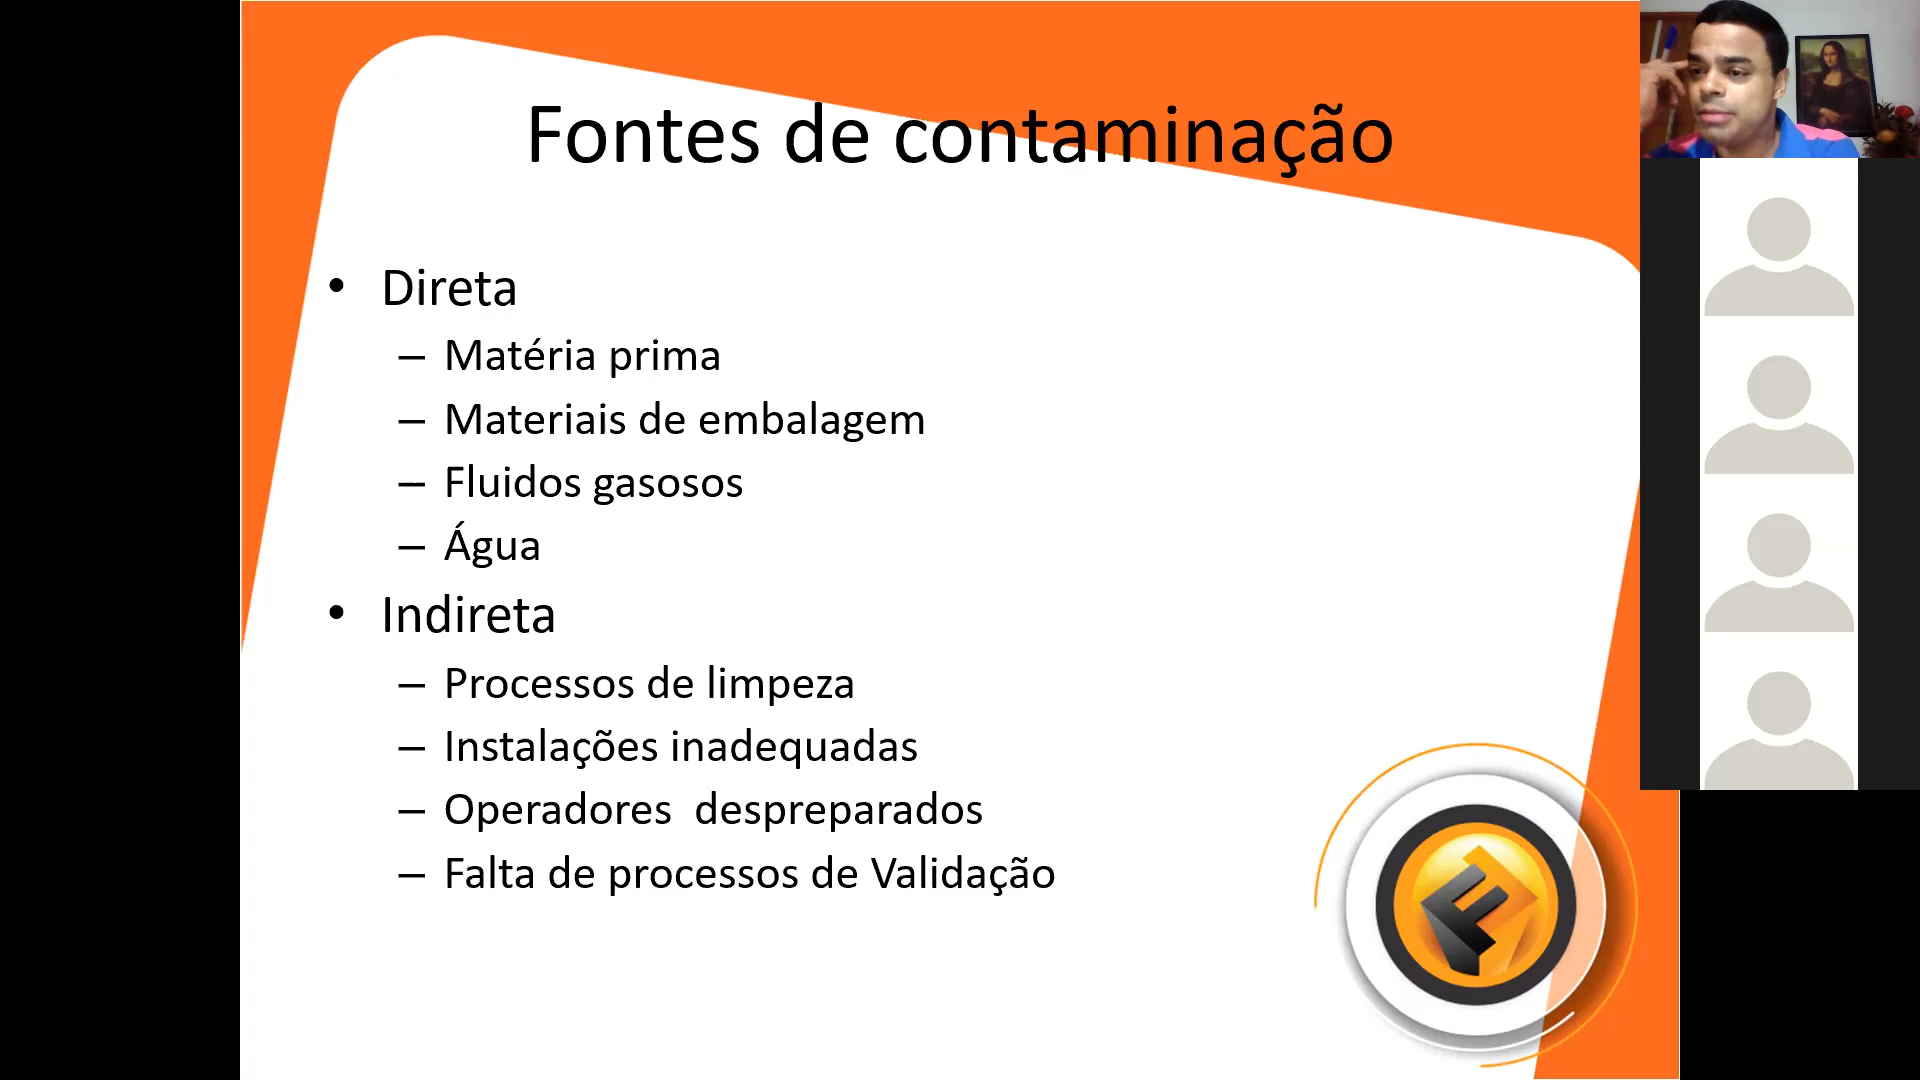 Fontes de contaminação
• Direta
– Matéria prima
– Materiais de embalagem
– Fluidos gasosos
– Água
• Indireta
– Processos de limpeza
– Instalações inadequadas
– Operadores  despreparados
– Falta de processos de Validação